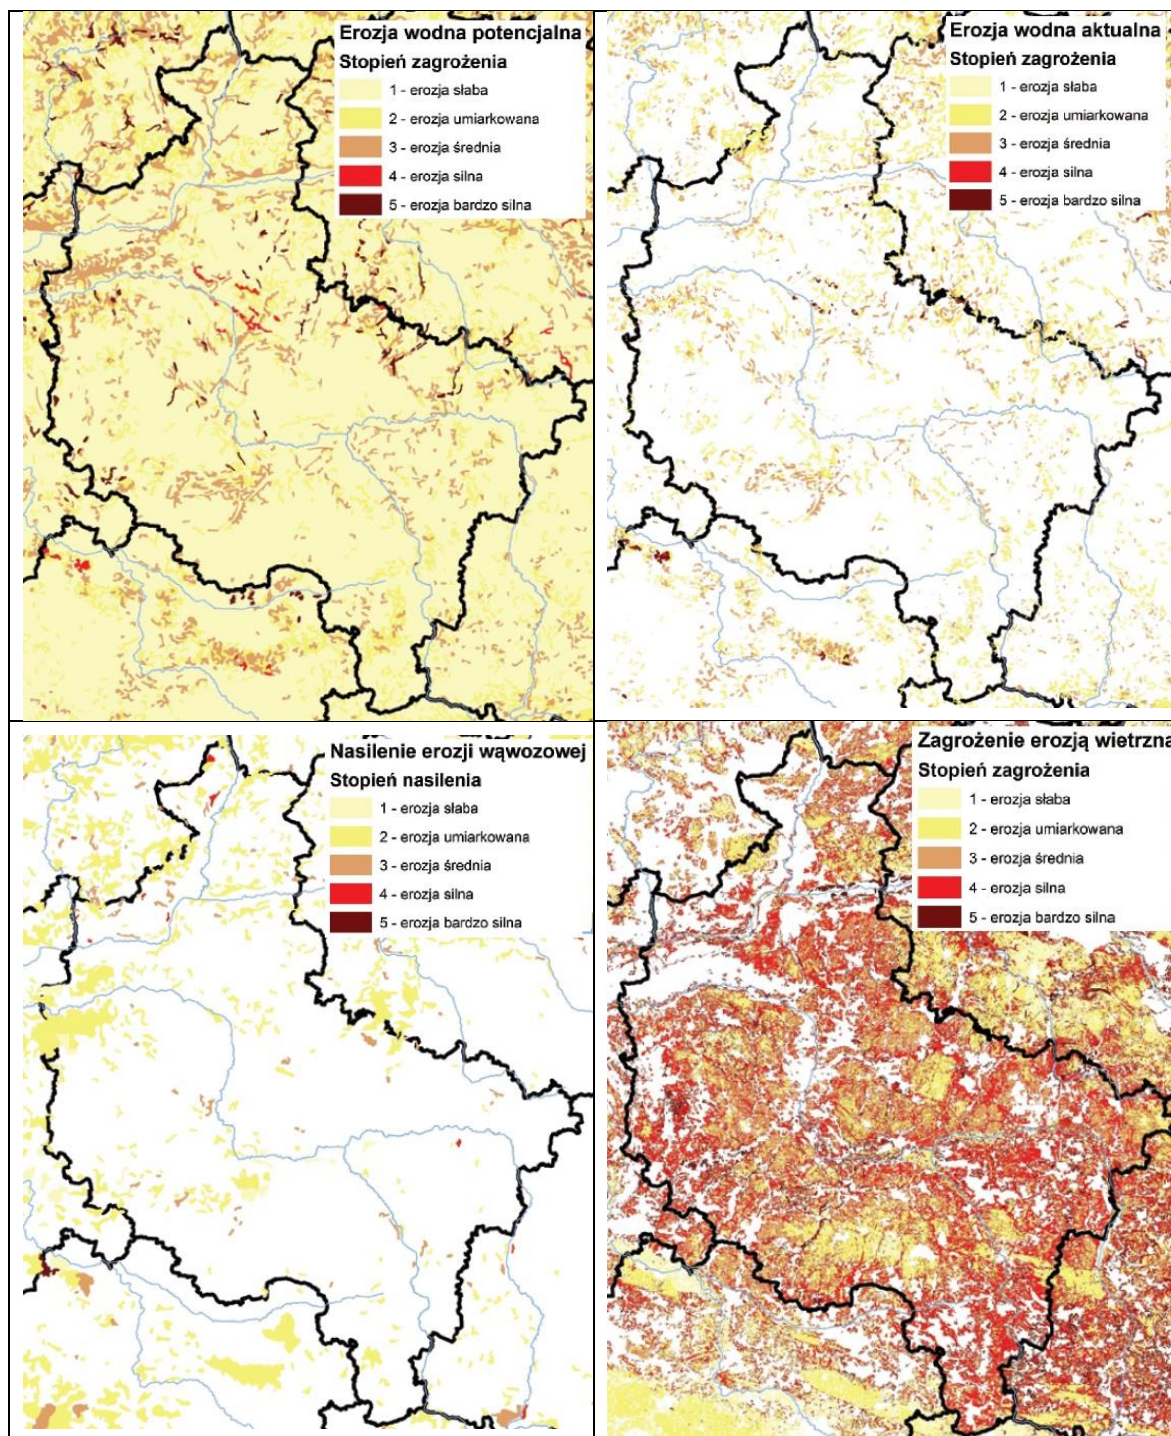 Erozja wodna potencjalna
Stopień zagrożenia
1 - erozja słaba
2 - erozja umiarkowana
3 - erozja średnia
4 - erozja silna
5 - erozja bardzo silna
Erozja wodna aktualna
Stopień zagrożenia
1 - erozja słaba
2 - erozja umiarkowana
3 - erozja średnia
4 - erozja silna
5 - erozja bardzo silna
Nasilenie erozji wąwozowej
Stopień nasilenia
1 - erozja słaba
2 - erozja umiarkowana
3 - erozja średnia
4 - erozja silna
5 - erozja bardzo silna
Zagrożenie erozją wietrzna
Stopień zagrożenia
1 - erozja słaba
2 - erozja umiarkowana
3 - erozja średnia
4 - erozja silna
5 - erozja bardzo silna